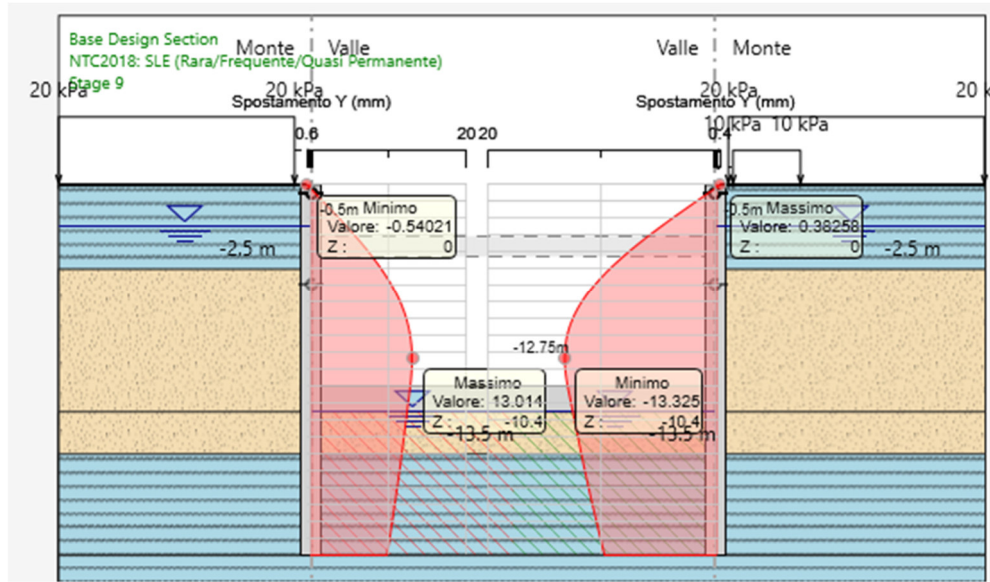 Base Design Section
Monte Valle Valle Monte
NTC2018: SLE (Rara/Frequente/Quasi Permanente)
Stage 9
20 kPa 20 kPa 20 kPa 20 k
Spostamento Y (mm) Spostamento Y (mm)
10 kPa 10 kPa
0.6 20 20 0.4
-0.5m Minimo
Valore: -0.54021
Z : 0
-0.5m Massimo
Valore: 0.38258
Z : 0
-2.5 m -2.5 m
-12.75m
Massimo
Valore: 13.014
Z : -10.4
Minimo
Valore: -13.325
Z : -10.4
-13.5 m -13.5 m